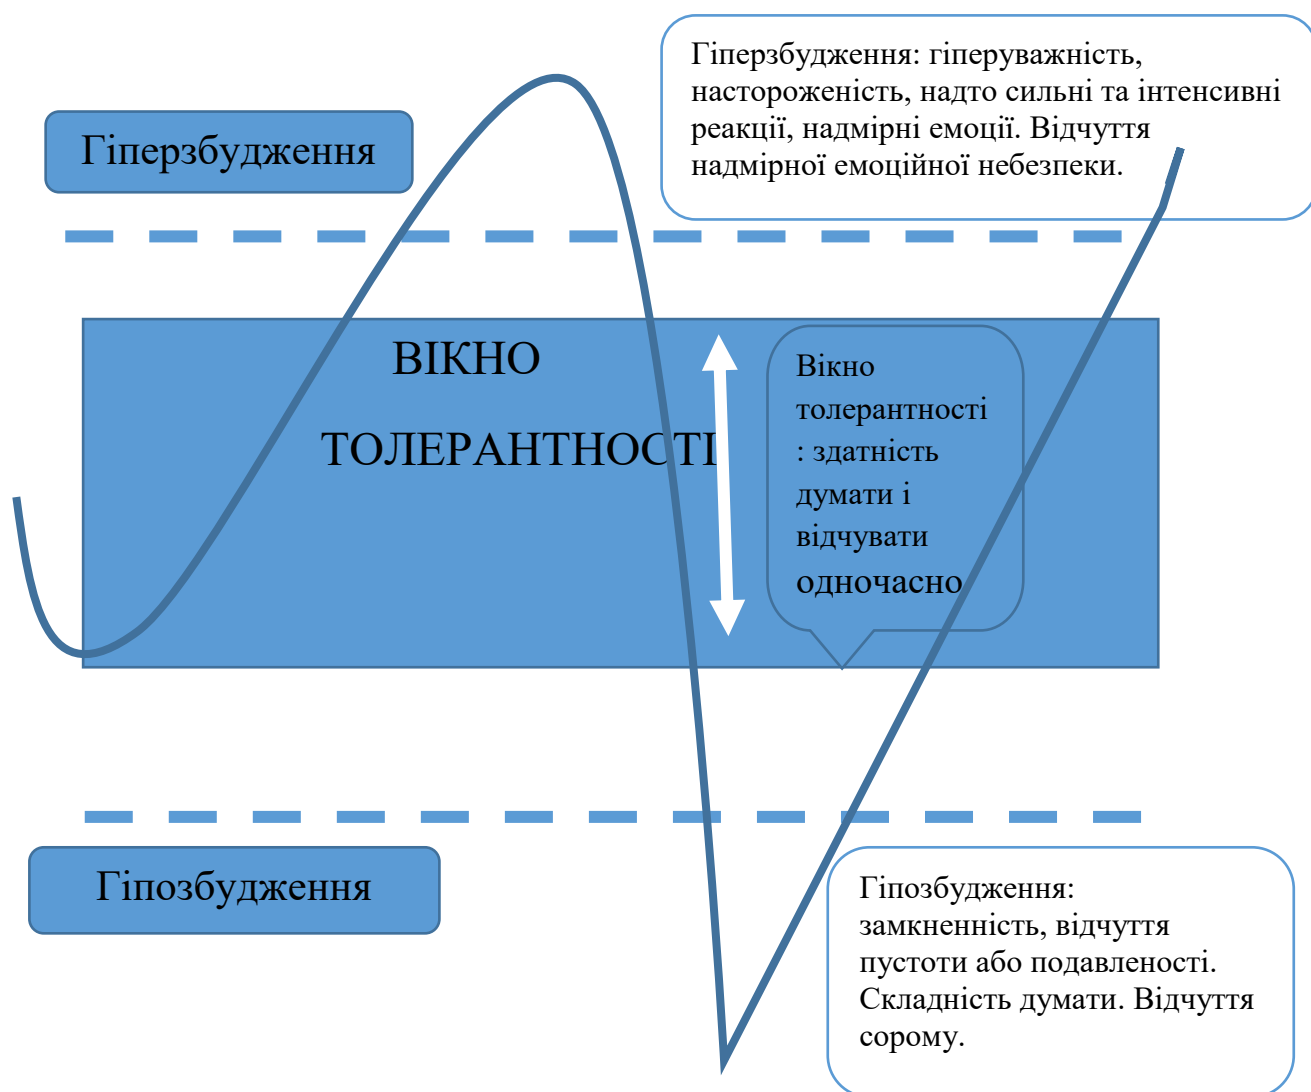 Гіперзбудження: гіперуважність,
настороженість, надто сильні та інтенсивні
реакції, надмірні емоції. Відчуття
надмірної емоційної небезпеки.
Гіперзбудження
ВІКНО
ТОЛЕРАНТНОСТІ
Вікно
толерантності
: здатність
думати і
відчувати
одночасно
Гіпозбудження
Гіпозбудження:
замкненність, відчуття
пустоти або подавленості.
Складність думати. Відчуття
сорому.